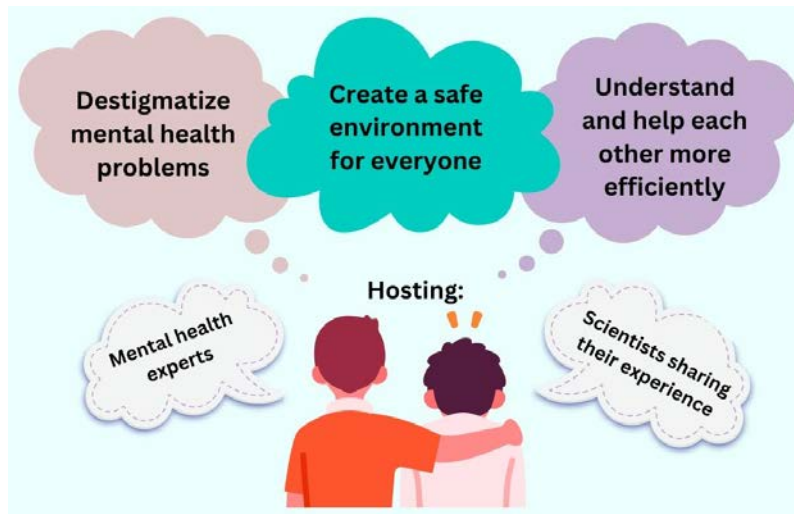 Destigmatize
mental health
problems
Create a safe
environment
for everyone
Understand
and help each
other more
efficiently
Hosting:
Mental health
experts
Scientists sharing
their experience